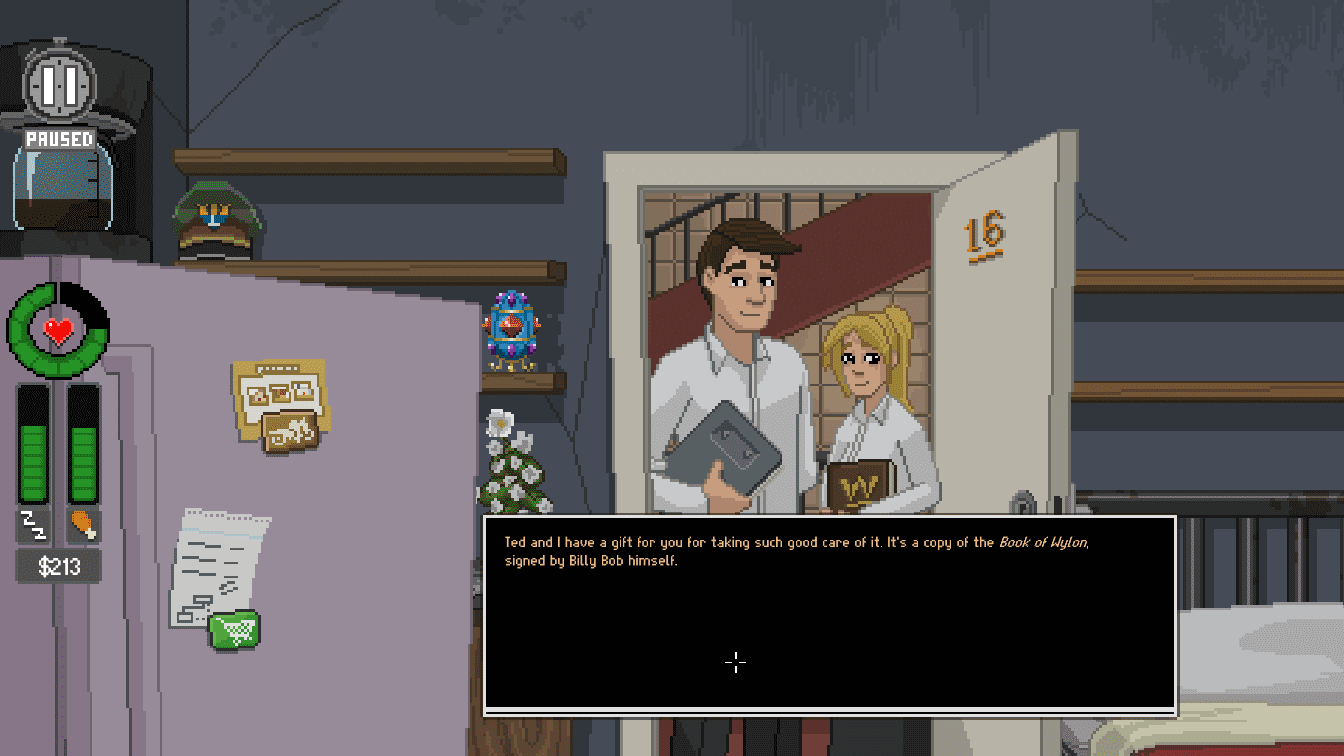 PAUSED
16
$213
W
Ted and I have a gift for you for taking such good care of it. It's a copy of the Book of Wylon,
signed by Billy Bob himself.